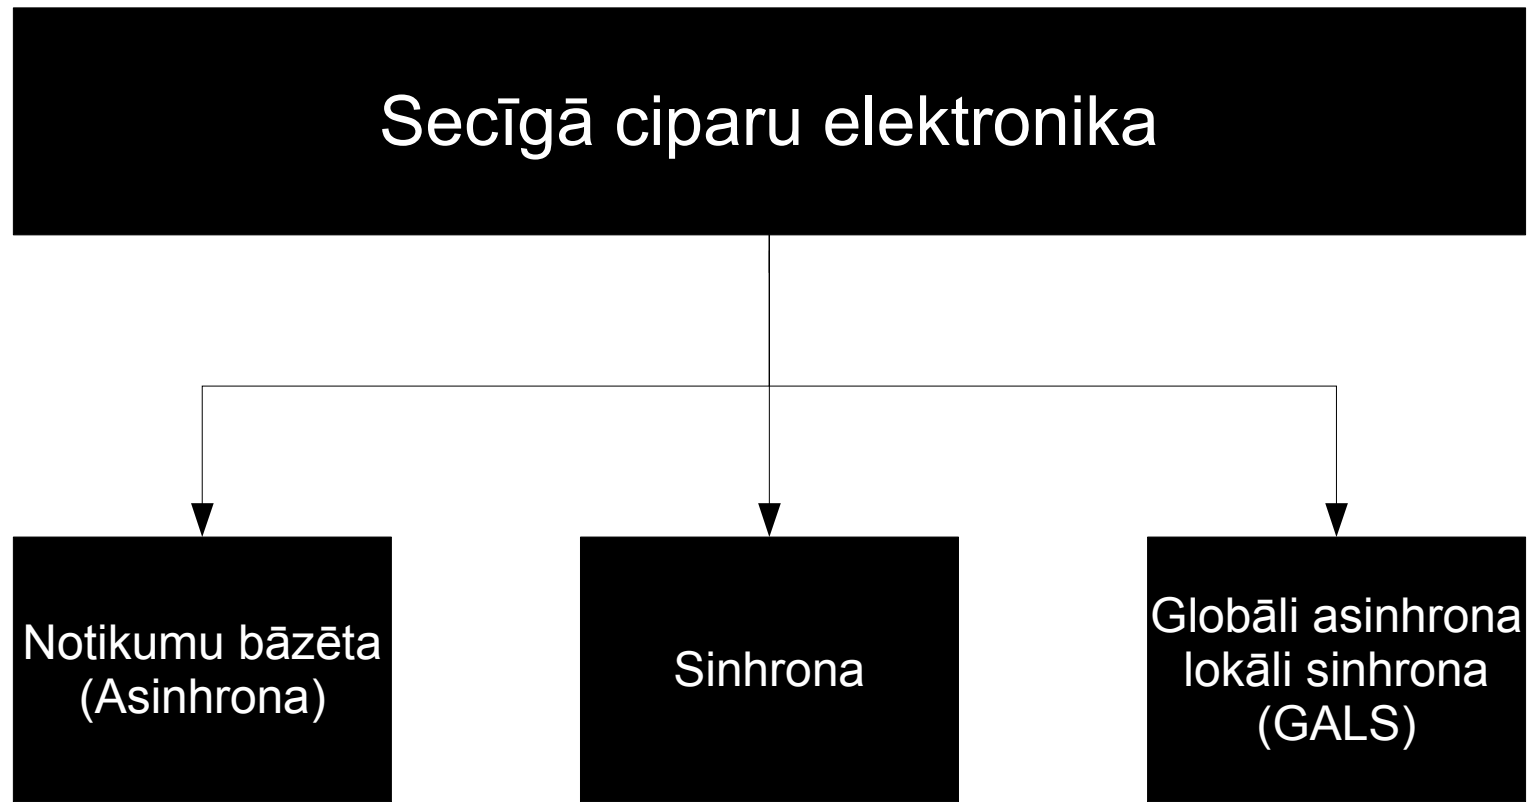 Secīgā ciparu elektronika
Notikumu bāzēta
(Asinhrona)
Sinhrona
Globāli asinhrona
lokāli sinhrona
(GALS)